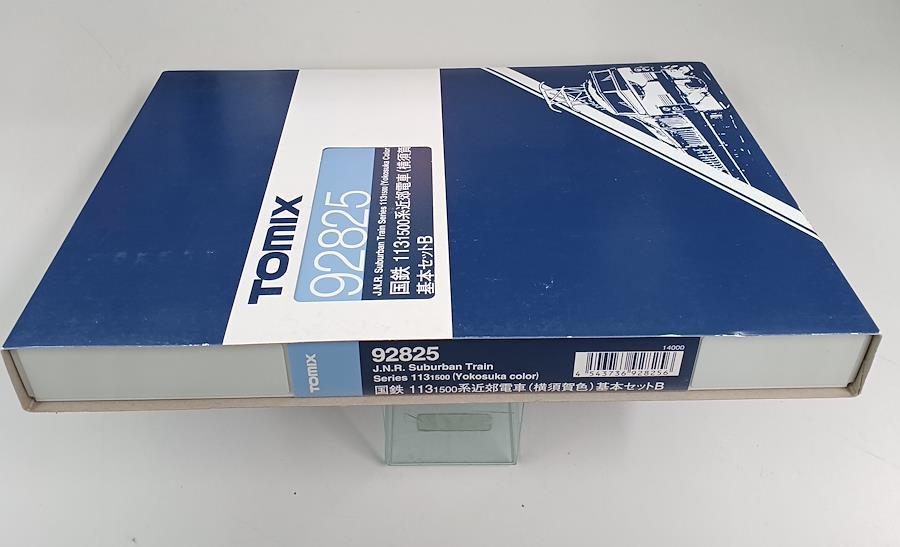 TOMIX
92825
J.N.R. Suburban Train Series 1131500 (Yokosuka Color
国鉄 1131500系近郊電車(横須賀
基本セットB
TOMIX
92825
J.N.R. Suburban Train
Series 1131500 (Yokosuka color)
国鉄 1131500系近郊電車(横須賀色)基本セットB
14000
4 543736 928256